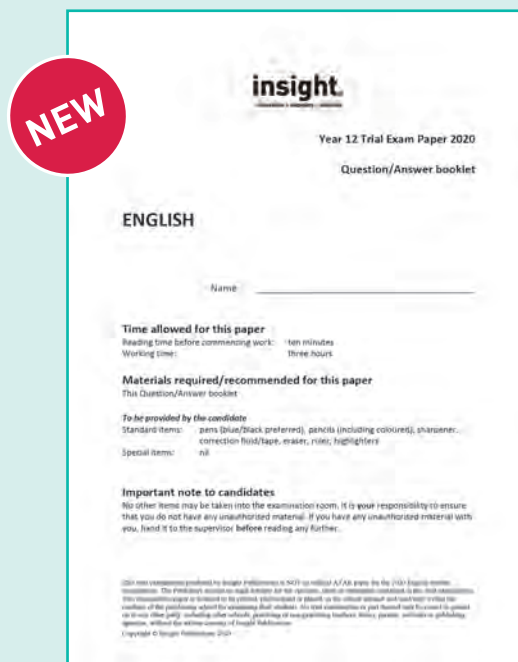 NEW
insight
Year 12 Trial Exam Paper 2020
Question/Answer booklet
ENGLISH
Name
Time allowed for this paper
Reading time before commencing work: ten minutes
Working time: three hours
Materials required/recommended for this paper
This Question/Answer booklet
To be provided by the candidate
Standard items: pens (blue/black preferred), pencils (including coloured), sharpener,
correction fluid/tape, eraser, ruler, highlighters
Special items: nil
Important note to candidates
No other items may be taken into the examination room. It is your responsibility to ensure
that you do not have any unauthorised material. If you have any unauthorised material with
you, hand it to the supervisor before reading any further.
Copyright © Insight Publications 2020